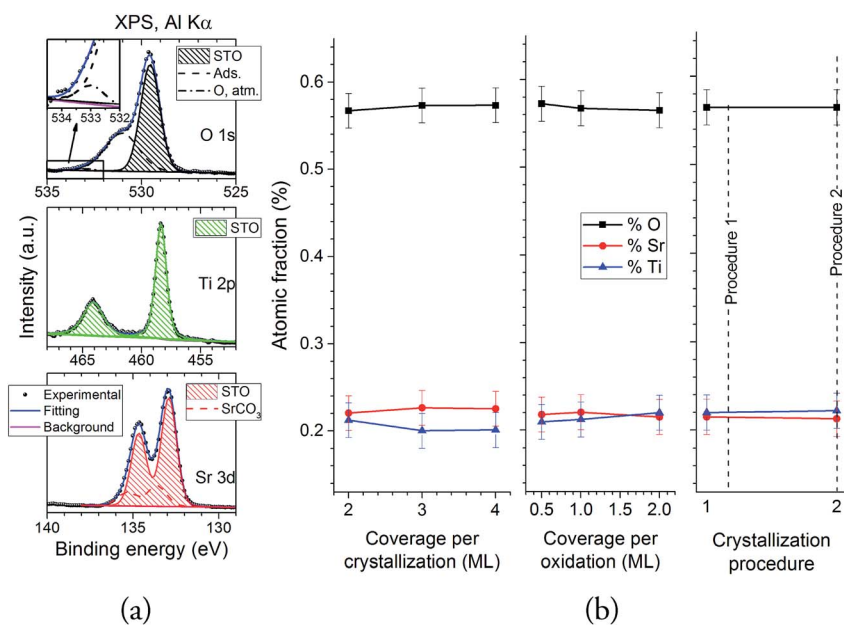 (a)
XPS, Al Kα
STO
Ads.
O, atm.
534 533 532
O 1s
535 530 525
STO
Ti 2p
465 460 455
Intensity (a.u.)
Experimental
Fitting
Background
STO
SrCO₃
Sr 3d
140 135 130
Binding energy (eV)
(a)
0.6
0.5
0.4
0.3
0.2
Atomic fraction (%)
2 3 4
Coverage per
crystallization (ML)
% O
% Sr
% Ti
0.5 1.0 1.5 2.0
Coverage per
oxidation (ML)
Procedure 1
Procedure 2
1 2
Crystallization
procedure
(b)